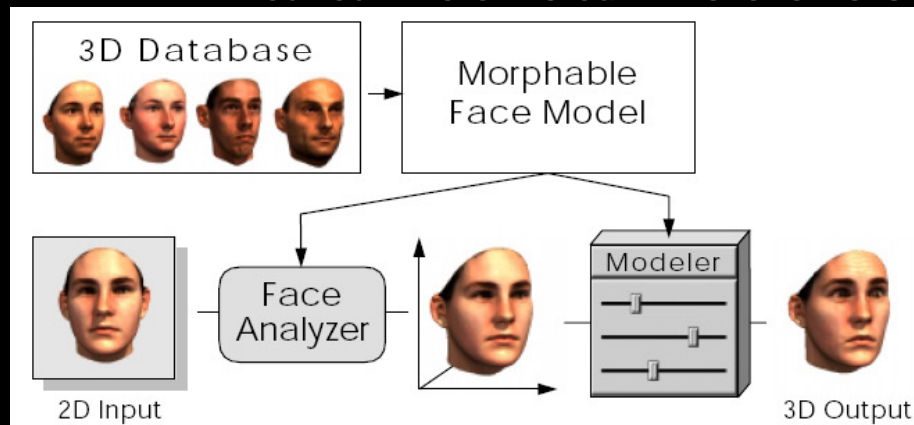 3D Database
Morphable
Face Model
Modeler
Face
Analyzer
2D Input
3D Output